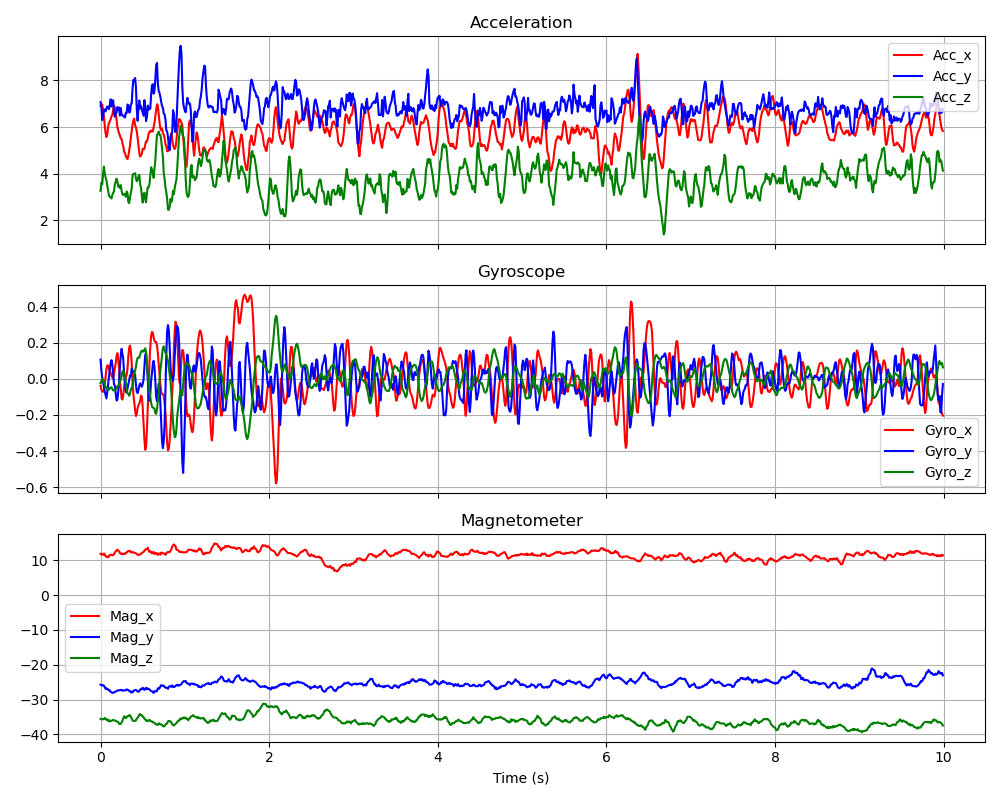 Acceleration
8
6
4
2
Acc_x
Acc_y
Acc_z
Gyroscope
0.4
0.2
0.0
−0.2
−0.4
−0.6
Gyro_x
Gyro_y
Gyro_z
Magnetometer
10
0
−10
−20
−30
−40
Mag_x
Mag_y
Mag_z
0 2 4 6 8 10
Time (s)